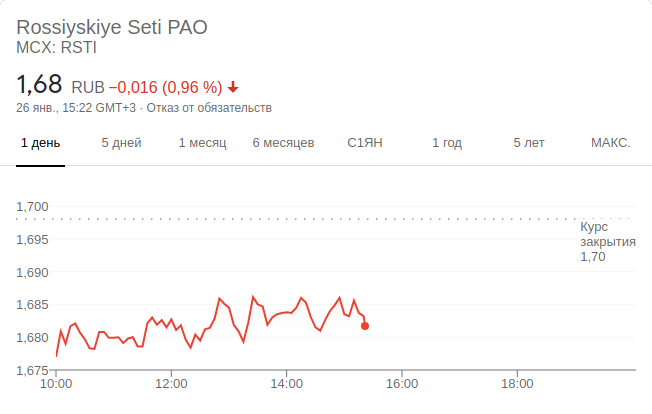 Rossiyskiye Seti PAO
MCX: RSTI
1,68 RUB −0,016 (0,96 %)
26 янв., 15:22 GMT+3 · Отказ от обязательств
1 день 5 дней 1 месяц 6 месяцев С1ЯН 1 год 5 лет МАКС.
1,700
Курс
1,695 закрытия
1,70
1,690
1,685
1,680
1,675
10:00 12:00 14:00 16:00 18:00